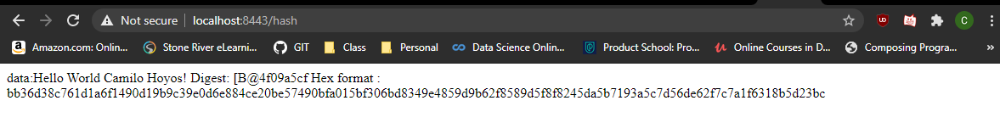 Not secure | localhost:8443/hash
Amazon.com: Onlin... Stone River eLearni... GIT Class Personal Data Science Onlin... Product School: Pro... Online Courses in D... Composing Progra... »
data:Hello World Camilo Hoyos! Digest: [B@4f09a5cf Hex format :
bb36d38c761d1a6f1490d19b9c39e0d6e884ce20be57490bfa015bf306bd8349e4859d9b62f8589d5f8f8245da5b7193a5c7d56de62f7c7a1f6318b5d23bc